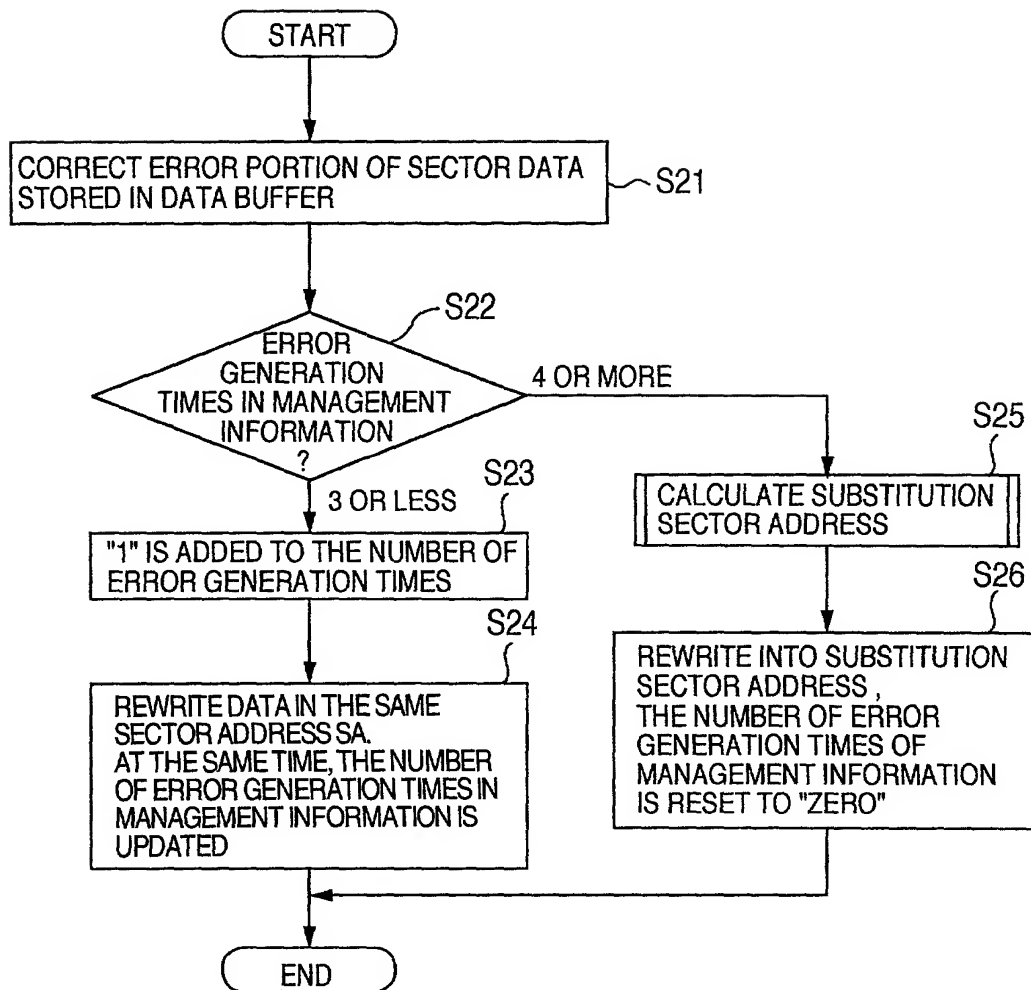 START
CORRECT ERROR PORTION OF SECTOR DATA
STORED IN DATA BUFFER
S21
S22
ERROR
GENERATION
TIMES IN MANAGEMENT
INFORMATION
?
4 OR MORE
3 OR LESS
S23
"1" IS ADDED TO THE NUMBER OF
ERROR GENERATION TIMES
S24
REWRITE DATA IN THE SAME
SECTOR ADDRESS SA.
AT THE SAME TIME, THE NUMBER
OF ERROR GENERATION TIMES IN
MANAGEMENT INFORMATION IS
UPDATED
S25
CALCULATE SUBSTITUTION
SECTOR ADDRESS
S26
REWRITE INTO SUBSTITUTION
SECTOR ADDRESS ,
THE NUMBER OF ERROR
GENERATION TIMES OF
MANAGEMENT INFORMATION
IS RESET TO "ZERO"
END